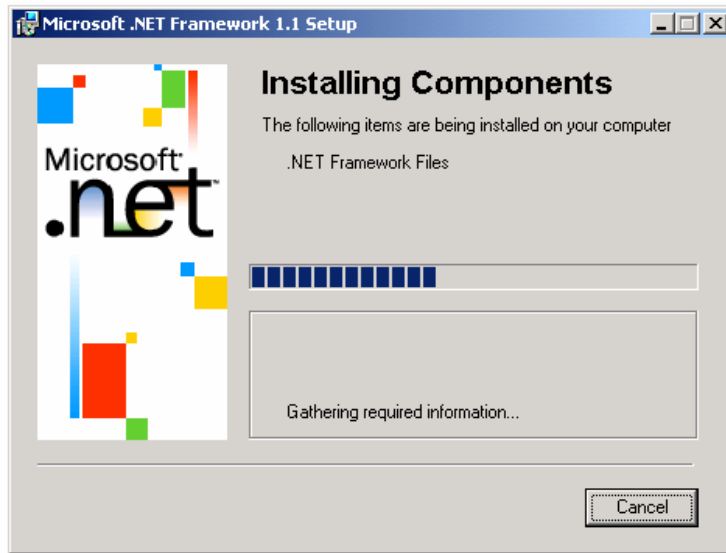 Microsoft .NET Framework 1.1 Setup
Installing Components
The following items are being installed on your computer
.NET Framework Files
Microsoft
.net
Gathering required information...
Cancel